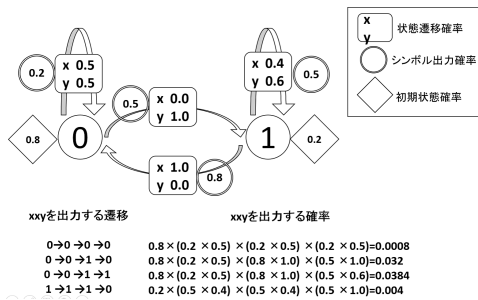 x
y
状態遷移確率
シンボル出力確率
初期状態確率
0.2
x 0.5
y 0.5
x 0.4
y 0.6
0.5
0.5
x 0.0
y 1.0
0.8
0
1
0.2
x 1.0
y 0.0
0.8
xxyを出力する遷移
xxyを出力する確率
0→0 →0 →0
0.8×(0.2 ×0.5) ×(0.2 ×0.5) ×(0.2 ×0.5)=0.0008
0 →0 →1 →0
0.8×(0.2 ×0.5) ×(0.8 ×1.0) ×(0.5 ×1.0)=0.032
0 →0 →1 →1
0.8×(0.2 ×0.5) ×(0.8 ×1.0) ×(0.5 ×0.6)=0.0384
1 →1 →1 →0
0.2×(0.5 ×0.4) ×(0.5 ×0.4) ×(0.5 ×1.0)=0.004